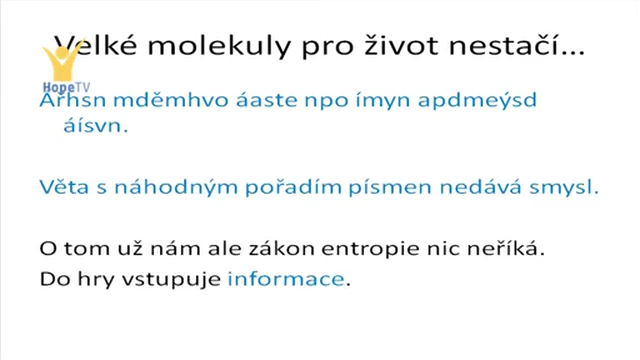 Velké molekuly pro život nestačí...
HopeTV
Arhsn mděmhvo áaste npo ímyn apdmeýsd
áísvn.
Věta s náhodným pořadím písmen nedává smysl.
O tom už nám ale zákon entropie nic neříká.
Do hry vstupuje informace.